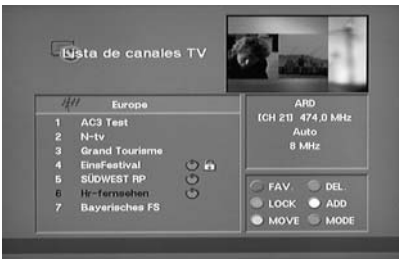 Lista de canales TV
All Europe
1 AC3 Test
2 N-tv
3 Grand Tourisme
4 EinsFestival
5 SÜDWEST RP
6 Hr-fernsehen
7 Bayerisches FS
ARD
[CH 21] 474,0 MHz
Auto
8 MHz
FAV. DEL.
LOCK ADD
MOVE MODE